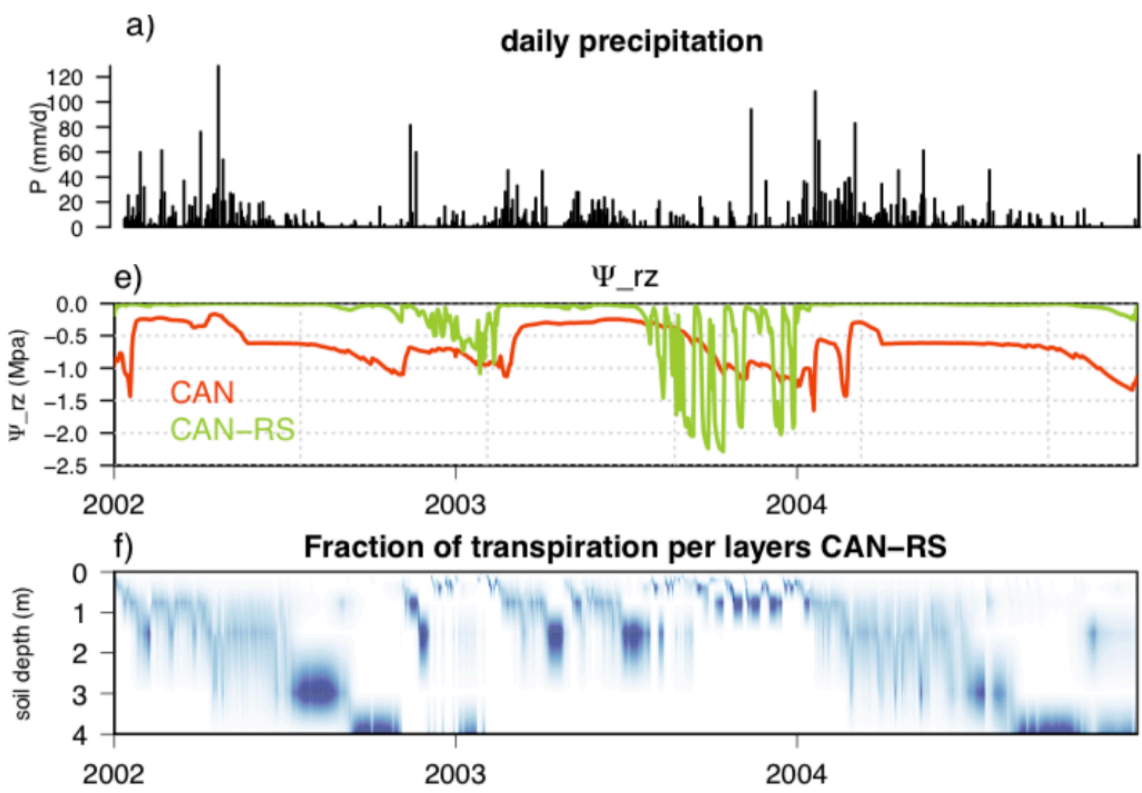 a)
daily precipitation
P (mm/d)
120
100
80
60
40
20
0
e)
Ψ_rz
Ψ_rz (Mpa)
0.0
−0.5
−1.0
−1.5
−2.0
−2.5
CAN
CAN−RS
2002
2003
2004
f)
Fraction of transpiration per layers CAN−RS
soil depth (m)
0
1
2
3
4
2002
2003
2004